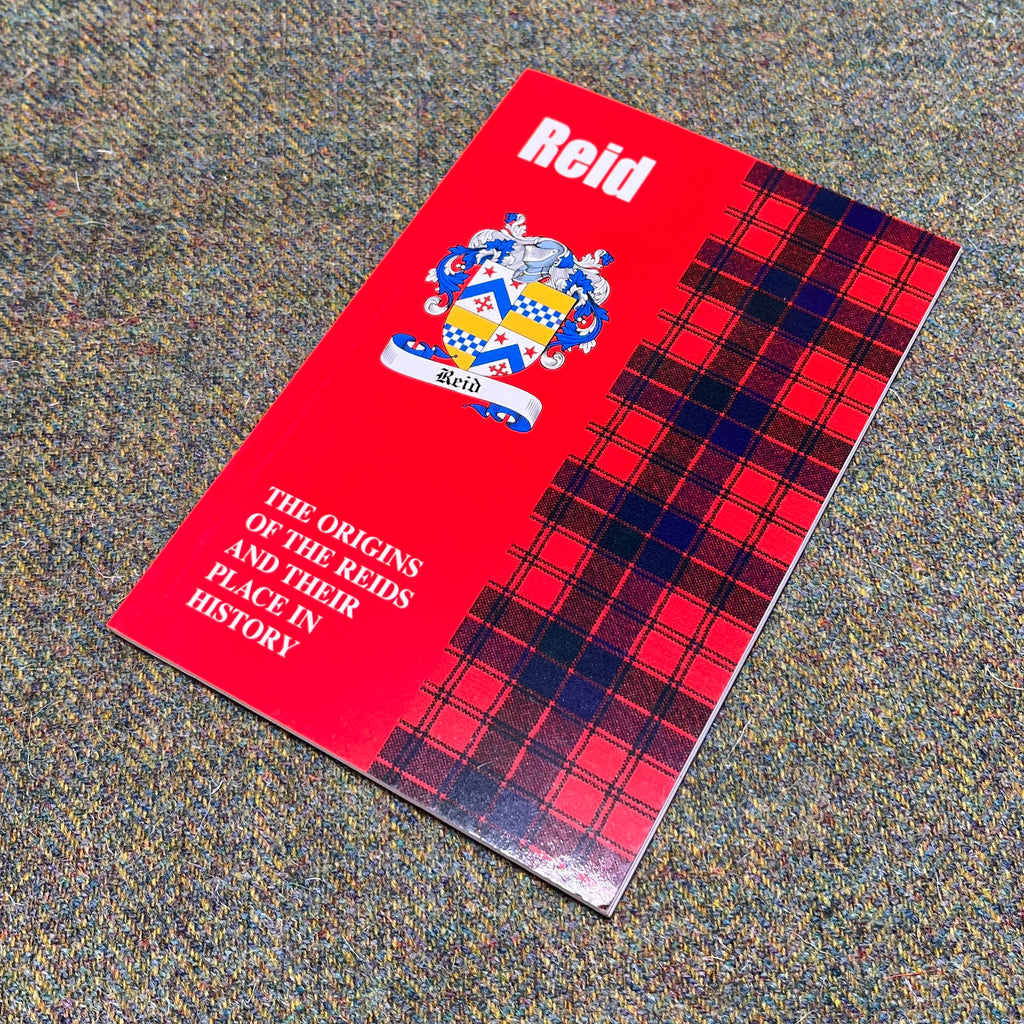 Reid
Reid
THE ORIGINS
OF THE REIDS
AND THEIR
PLACE IN
HISTORY